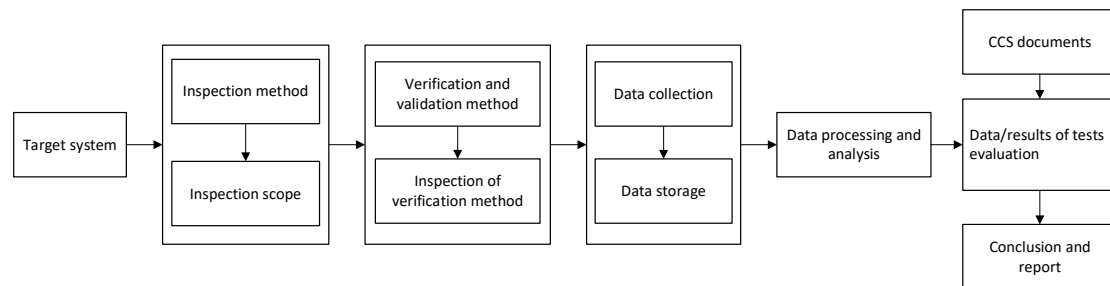 Target system
Inspection method
Inspection scope
Verification and
validation method
Inspection of
verification method
Data collection
Data storage
Data processing and
analysis
CCS documents
Data/results of tests
evaluation
Conclusion and
report